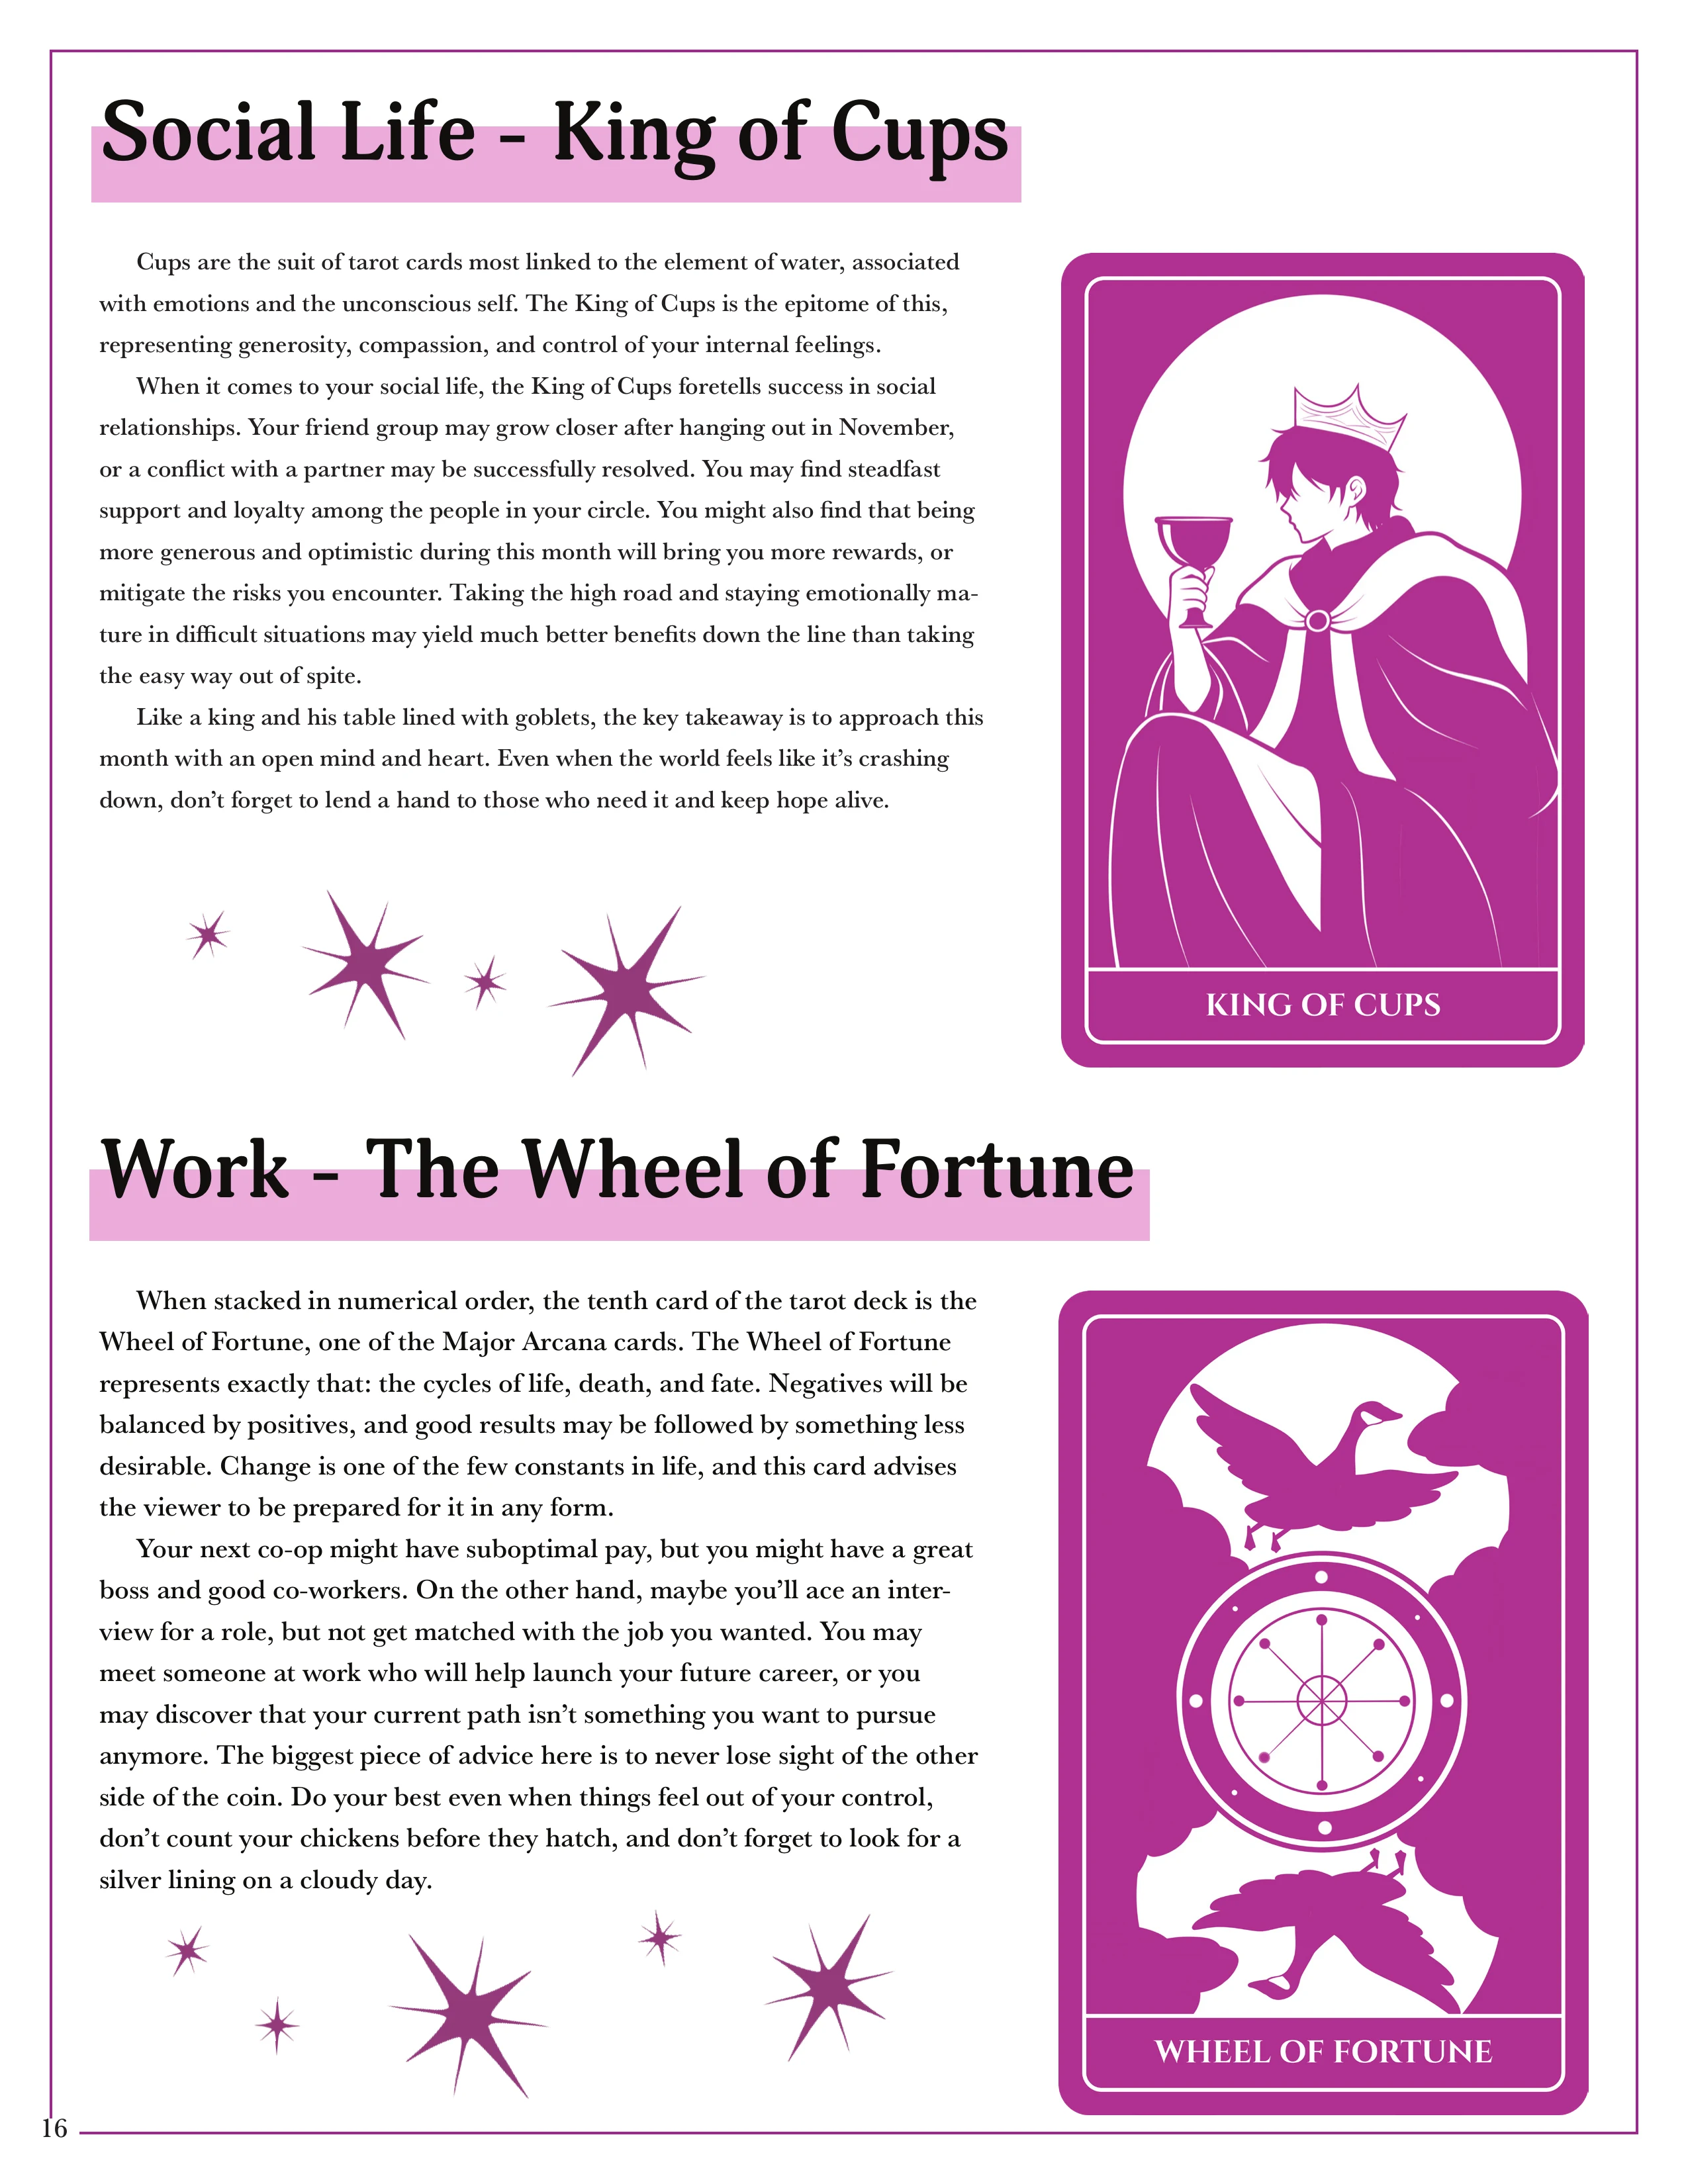 Social Life - King of Cups
Cups are the suit of tarot cards most linked to the element of water, associated
with emotions and the unconscious self. The King of Cups is the epitome of this,
representing generosity, compassion, and control of your internal feelings.
When it comes to your social life, the King of Cups foretells success in social
relationships. Your friend group may grow closer after hanging out in November,
or a conflict with a partner may be successfully resolved. You may find steadfast
support and loyalty among the people in your circle. You might also find that being
more generous and optimistic during this month will bring you more rewards, or
mitigate the risks you encounter. Taking the high road and staying emotionally ma-
ture in difficult situations may yield much better benefits down the line than taking
the easy way out of spite.
Like a king and his table lined with goblets, the key takeaway is to approach this
month with an open mind and heart. Even when the world feels like it’s crashing
down, don’t forget to lend a hand to those who need it and keep hope alive.
KING OF CUPS
Work - The Wheel of Fortune
When stacked in numerical order, the tenth card of the tarot deck is the
Wheel of Fortune, one of the Major Arcana cards. The Wheel of Fortune
represents exactly that: the cycles of life, death, and fate. Negatives will be
balanced by positives, and good results may be followed by something less
desirable. Change is one of the few constants in life, and this card advises
the viewer to be prepared for it in any form.
Your next co-op might have suboptimal pay, but you might have a great
boss and good co-workers. On the other hand, maybe you’ll ace an inter-
view for a role, but not get matched with the job you wanted. You may
meet someone at work who will help launch your future career, or you
may discover that your current path isn’t something you want to pursue
anymore. The biggest piece of advice here is to never lose sight of the other
side of the coin. Do your best even when things feel out of your control,
don’t count your chickens before they hatch, and don’t forget to look for a
silver lining on a cloudy day.
WHEEL OF FORTUNE
16